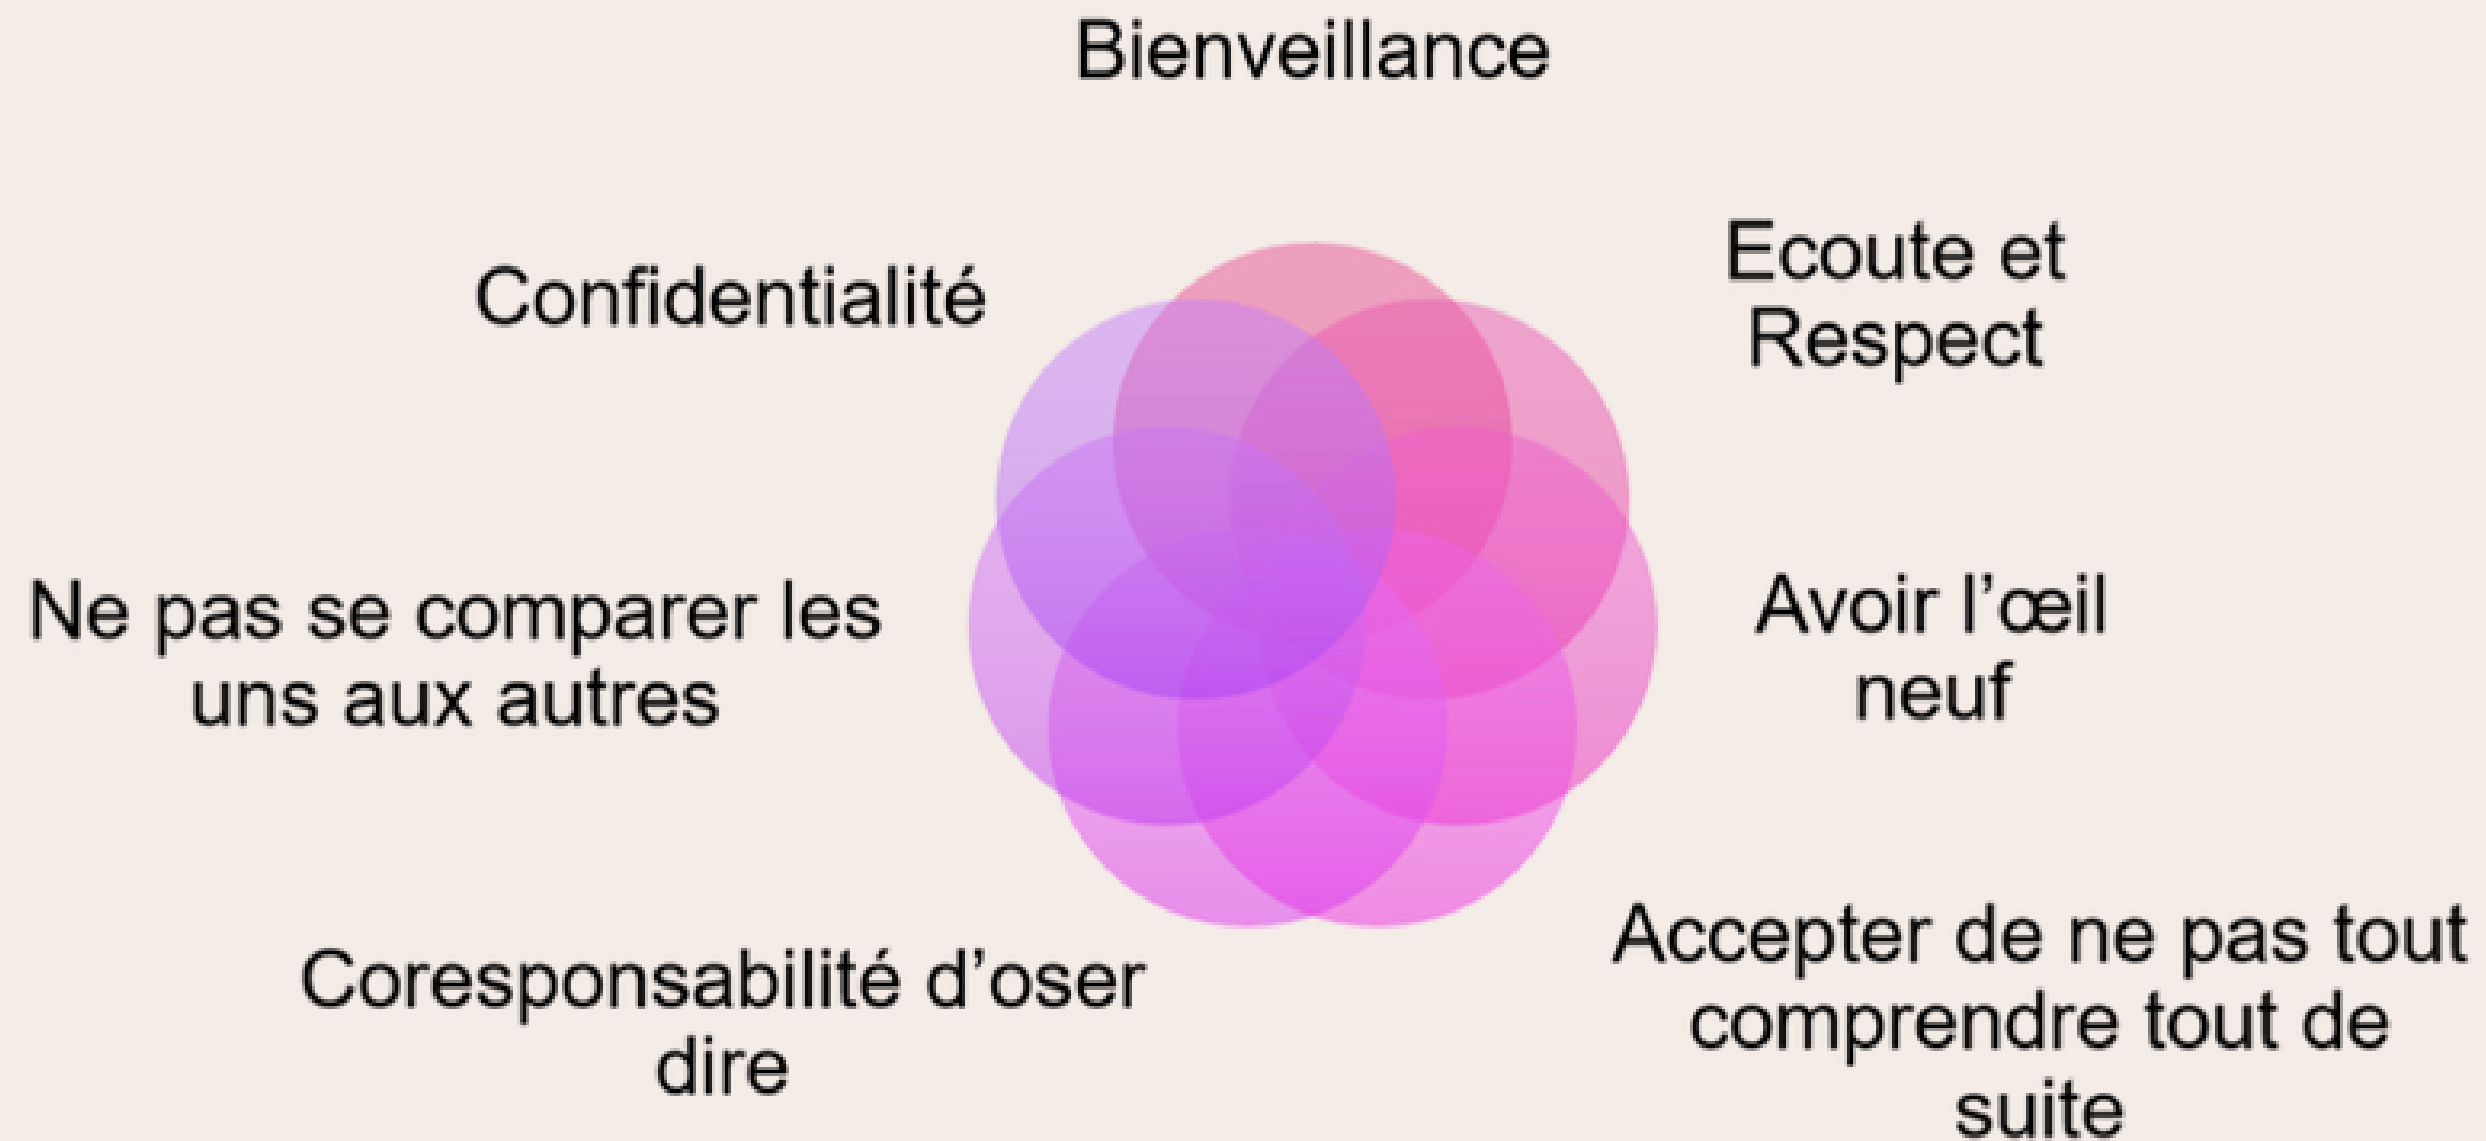 Bienveillance
Ecoute et
Respect
Avoir l’œil
neuf
Accepter de ne pas tout
comprendre tout de
suite
Coresponsabilité d’oser
dire
Ne pas se comparer les
uns aux autres
Confidentialité